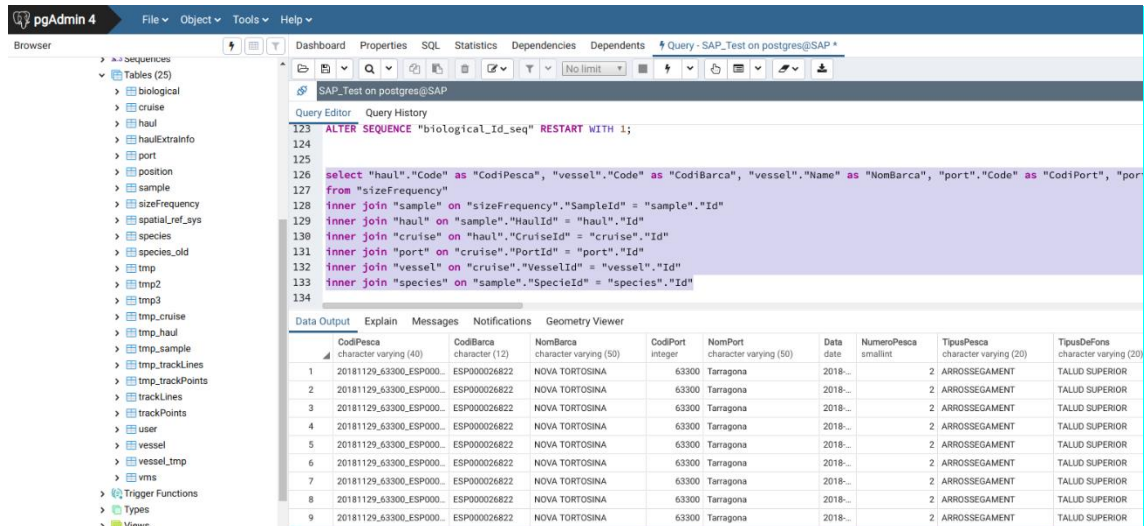 pgAdmin 4 File Object Tools Help
Browser
Dashboard Properties SQL Statistics Dependencies Dependents Query - SAP_Test on postgres@SAP *
No limit
SAP_Test on postgres@SAP
Query Editor Query History
Sequences
Tables (25)
biological
cruise
haul
haulExtraInfo
port
position
sample
sizeFrequency
spatial_ref_sys
species
species_old
tmp
tmp2
tmp3
tmp_cruise
tmp_haul
tmp_sample
tmp_trackLines
tmp_trackPoints
trackLines
trackPoints
user
vessel
vessel_tmp
vms
Trigger Functions
Types
Views
123 ALTER SEQUENCE "biological_Id_seq" RESTART WITH 1;
124
125
126 select "haul"."Code" as "CodiPesca", "vessel"."Code" as "CodiBarca", "vessel"."Name" as "NomBarca", "port"."Code" as "CodiPort", "por
127 from "sizeFrequency"
128 inner join "sample" on "sizeFrequency"."SampleId" = "sample"."Id"
129 inner join "haul" on "sample"."HaulId" = "haul"."Id"
130 inner join "cruise" on "haul"."CruiseId" = "cruise"."Id"
131 inner join "port" on "cruise"."PortId" = "port"."Id"
132 inner join "vessel" on "cruise"."VesselId" = "vessel"."Id"
133 inner join "species" on "sample"."SpecieId" = "species"."Id"
134
Data Output Explain Messages Notifications Geometry Viewer
CodiPesca CodiBarca NomBarca CodiPort NomPort Data NumeroPesca TipusPesca TipusDeFons
character varying (40) character (12) character varying (50) integer character varying (50) date smallint character varying (20) character varying (20)
1 20181129_63300_ESP000... ESP000026822 NOVA TORTOSINA 63300 Tarragona 2018-... 2 ARROSSEGAMENT TALUD SUPERIOR
2 20181129_63300_ESP000... ESP000026822 NOVA TORTOSINA 63300 Tarragona 2018-... 2 ARROSSEGAMENT TALUD SUPERIOR
3 20181129_63300_ESP000... ESP000026822 NOVA TORTOSINA 63300 Tarragona 2018-... 2 ARROSSEGAMENT TALUD SUPERIOR
4 20181129_63300_ESP000... ESP000026822 NOVA TORTOSINA 63300 Tarragona 2018-... 2 ARROSSEGAMENT TALUD SUPERIOR
5 20181129_63300_ESP000... ESP000026822 NOVA TORTOSINA 63300 Tarragona 2018-... 2 ARROSSEGAMENT TALUD SUPERIOR
6 20181129_63300_ESP000... ESP000026822 NOVA TORTOSINA 63300 Tarragona 2018-... 2 ARROSSEGAMENT TALUD SUPERIOR
7 20181129_63300_ESP000... ESP000026822 NOVA TORTOSINA 63300 Tarragona 2018-... 2 ARROSSEGAMENT TALUD SUPERIOR
8 20181129_63300_ESP000... ESP000026822 NOVA TORTOSINA 63300 Tarragona 2018-... 2 ARROSSEGAMENT TALUD SUPERIOR
9 20181129_63300_ESP000... ESP000026822 NOVA TORTOSINA 63300 Tarragona 2018-... 2 ARROSSEGAMENT TALUD SUPERIOR